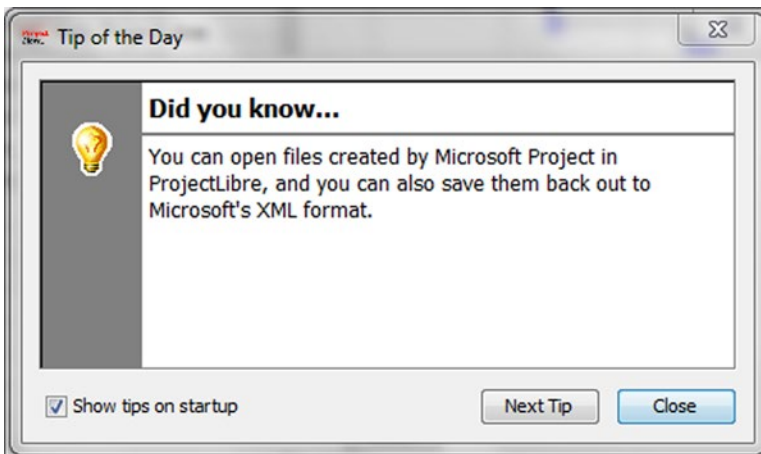 Tip of the Day
Did you know...
You can open files created by Microsoft Project in
ProjectLibre, and you can also save them back out to
Microsoft's XML format.
Show tips on startup
Next Tip
Close